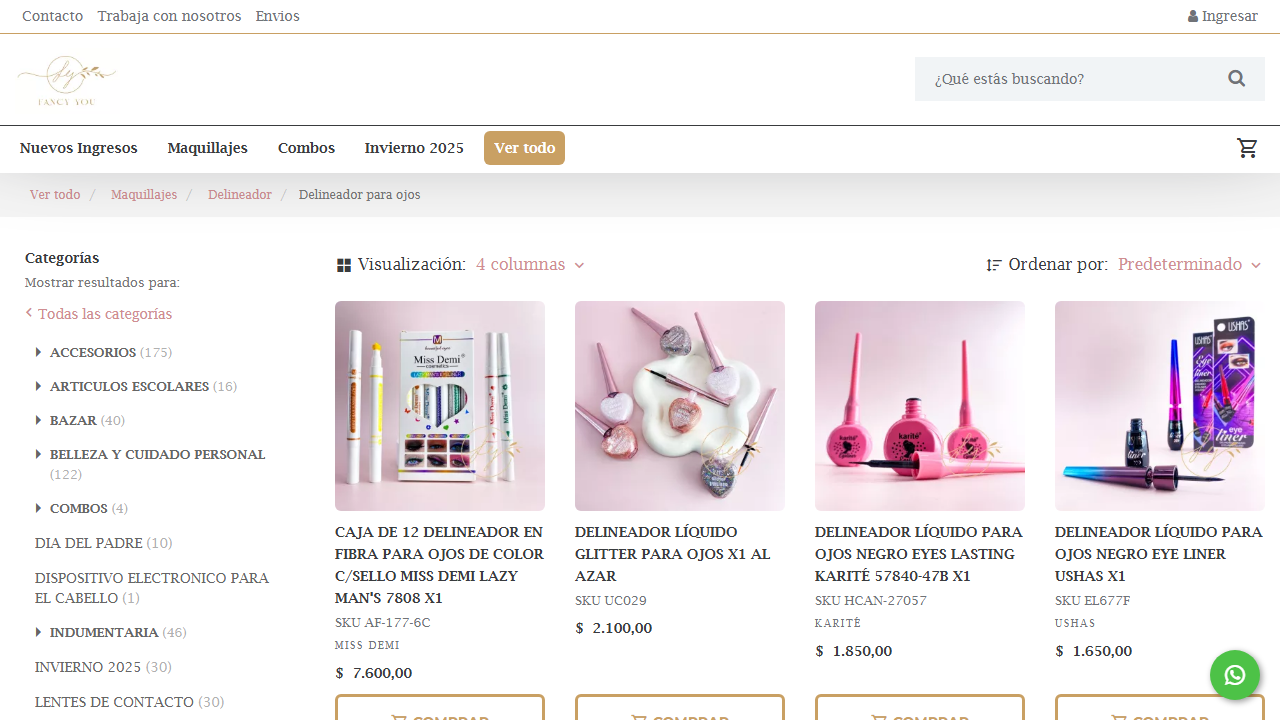 Contacto Trabaja con nosotros Envios
Ingresar
FANCY YOU
¿Qué estás buscando?
Nuevos Ingresos Maquillajes Combos Invierno 2025 Ver todo
Ver todo / Maquillajes / Delineador / Delineador para ojos
Categorías
Mostrar resultados para:
Todas las categorías
ACCESORIOS (175)
ARTICULOS ESCOLARES (16)
BAZAR (40)
BELLEZA Y CUIDADO PERSONAL
(122)
COMBOS (4)
DIA DEL PADRE (10)
DISPOSITIVO ELECTRONICO PARA
EL CABELLO (1)
INDUMENTARIA (46)
INVIERNO 2025 (30)
LENTES DE CONTACTO (30)
Visualización: 4 columnas
Ordenar por: Predeterminado
Miss Demi
cosmetics
CAJA DE 12 DELINEADOR EN
FIBRA PARA OJOS DE COLOR
C/SELLO MISS DEMI LAZY
MAN'S 7808 X1
SKU AF-177-6C
MISS DEMI
$ 7.600,00
COMPRAR
DELINEADOR LÍQUIDO
GLITTER PARA OJOS X1 AL
AZAR
SKU UC029
$ 2.100,00
COMPRAR
karité
DELINEADOR LÍQUIDO PARA
OJOS NEGRO EYES LASTING
KARITÉ 57840-47B X1
SKU HCAN-27057
KARITÉ
$ 1.850,00
COMPRAR
USHAS
eye
liner
DELINEADOR LÍQUIDO PARA
OJOS NEGRO EYE LINER
USHAS X1
SKU EL677F
USHAS
$ 1.650,00
COMPRAR